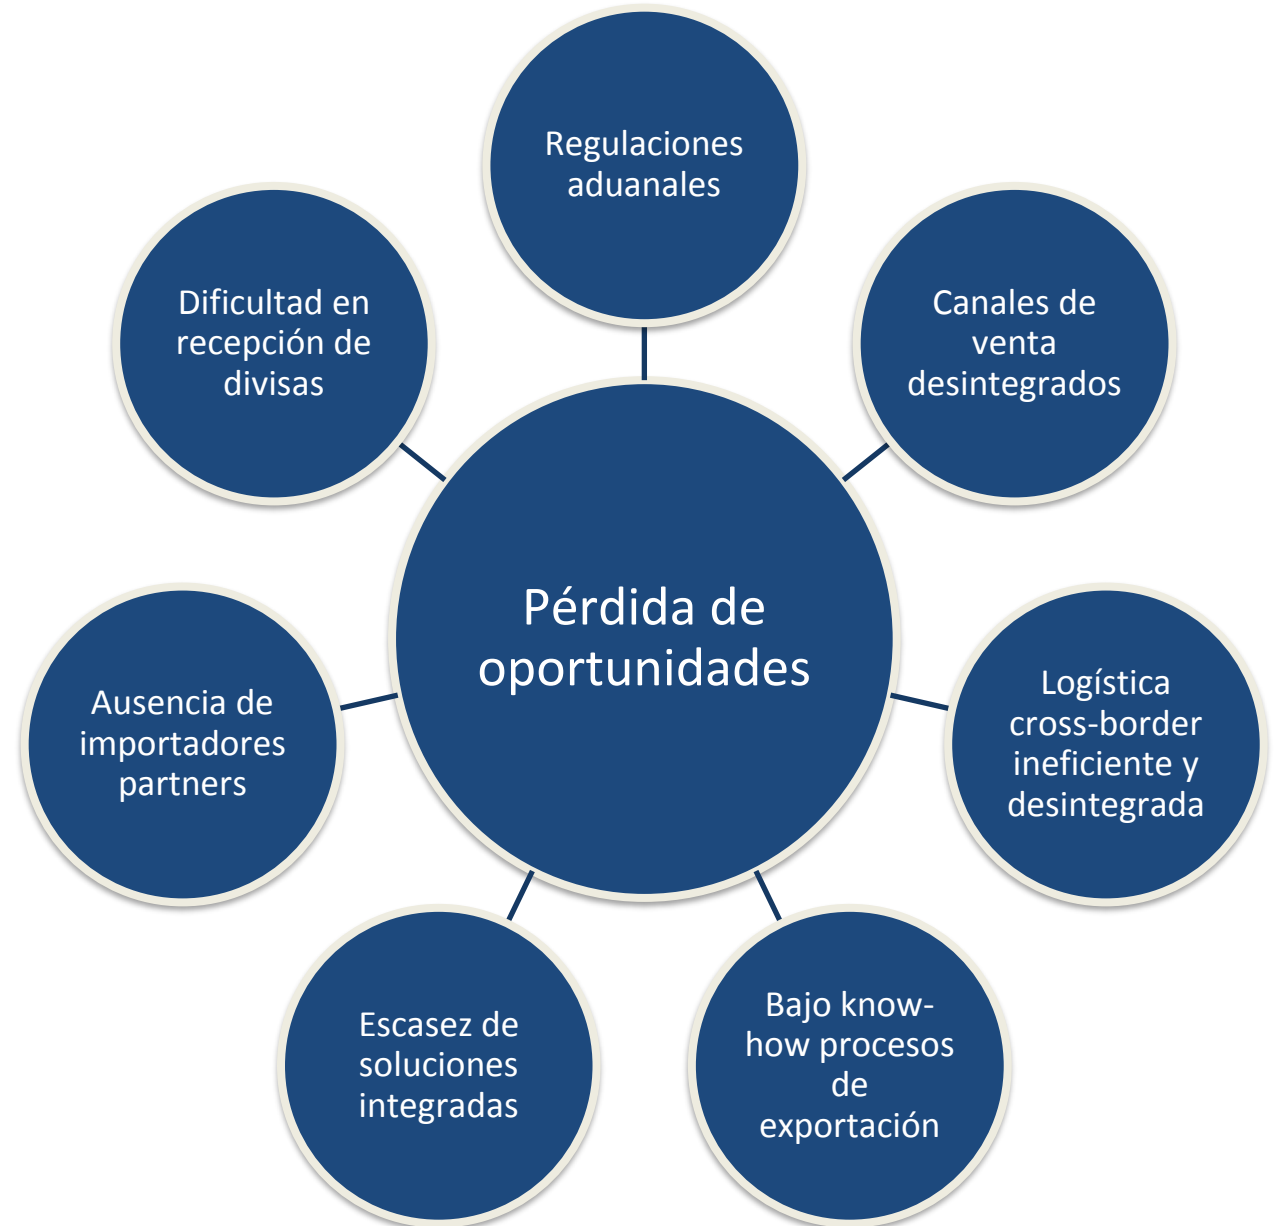 Regulaciones
aduanales
Canales de
venta
desintegrados
Logística
cross-border
ineficiente y
desintegrada
Bajo know-
how procesos
de
exportación
Escasez de
soluciones
integradas
Ausencia de
importadores
partners
Dificultad en
recepción de
divisas
Pérdida de
oportunidades